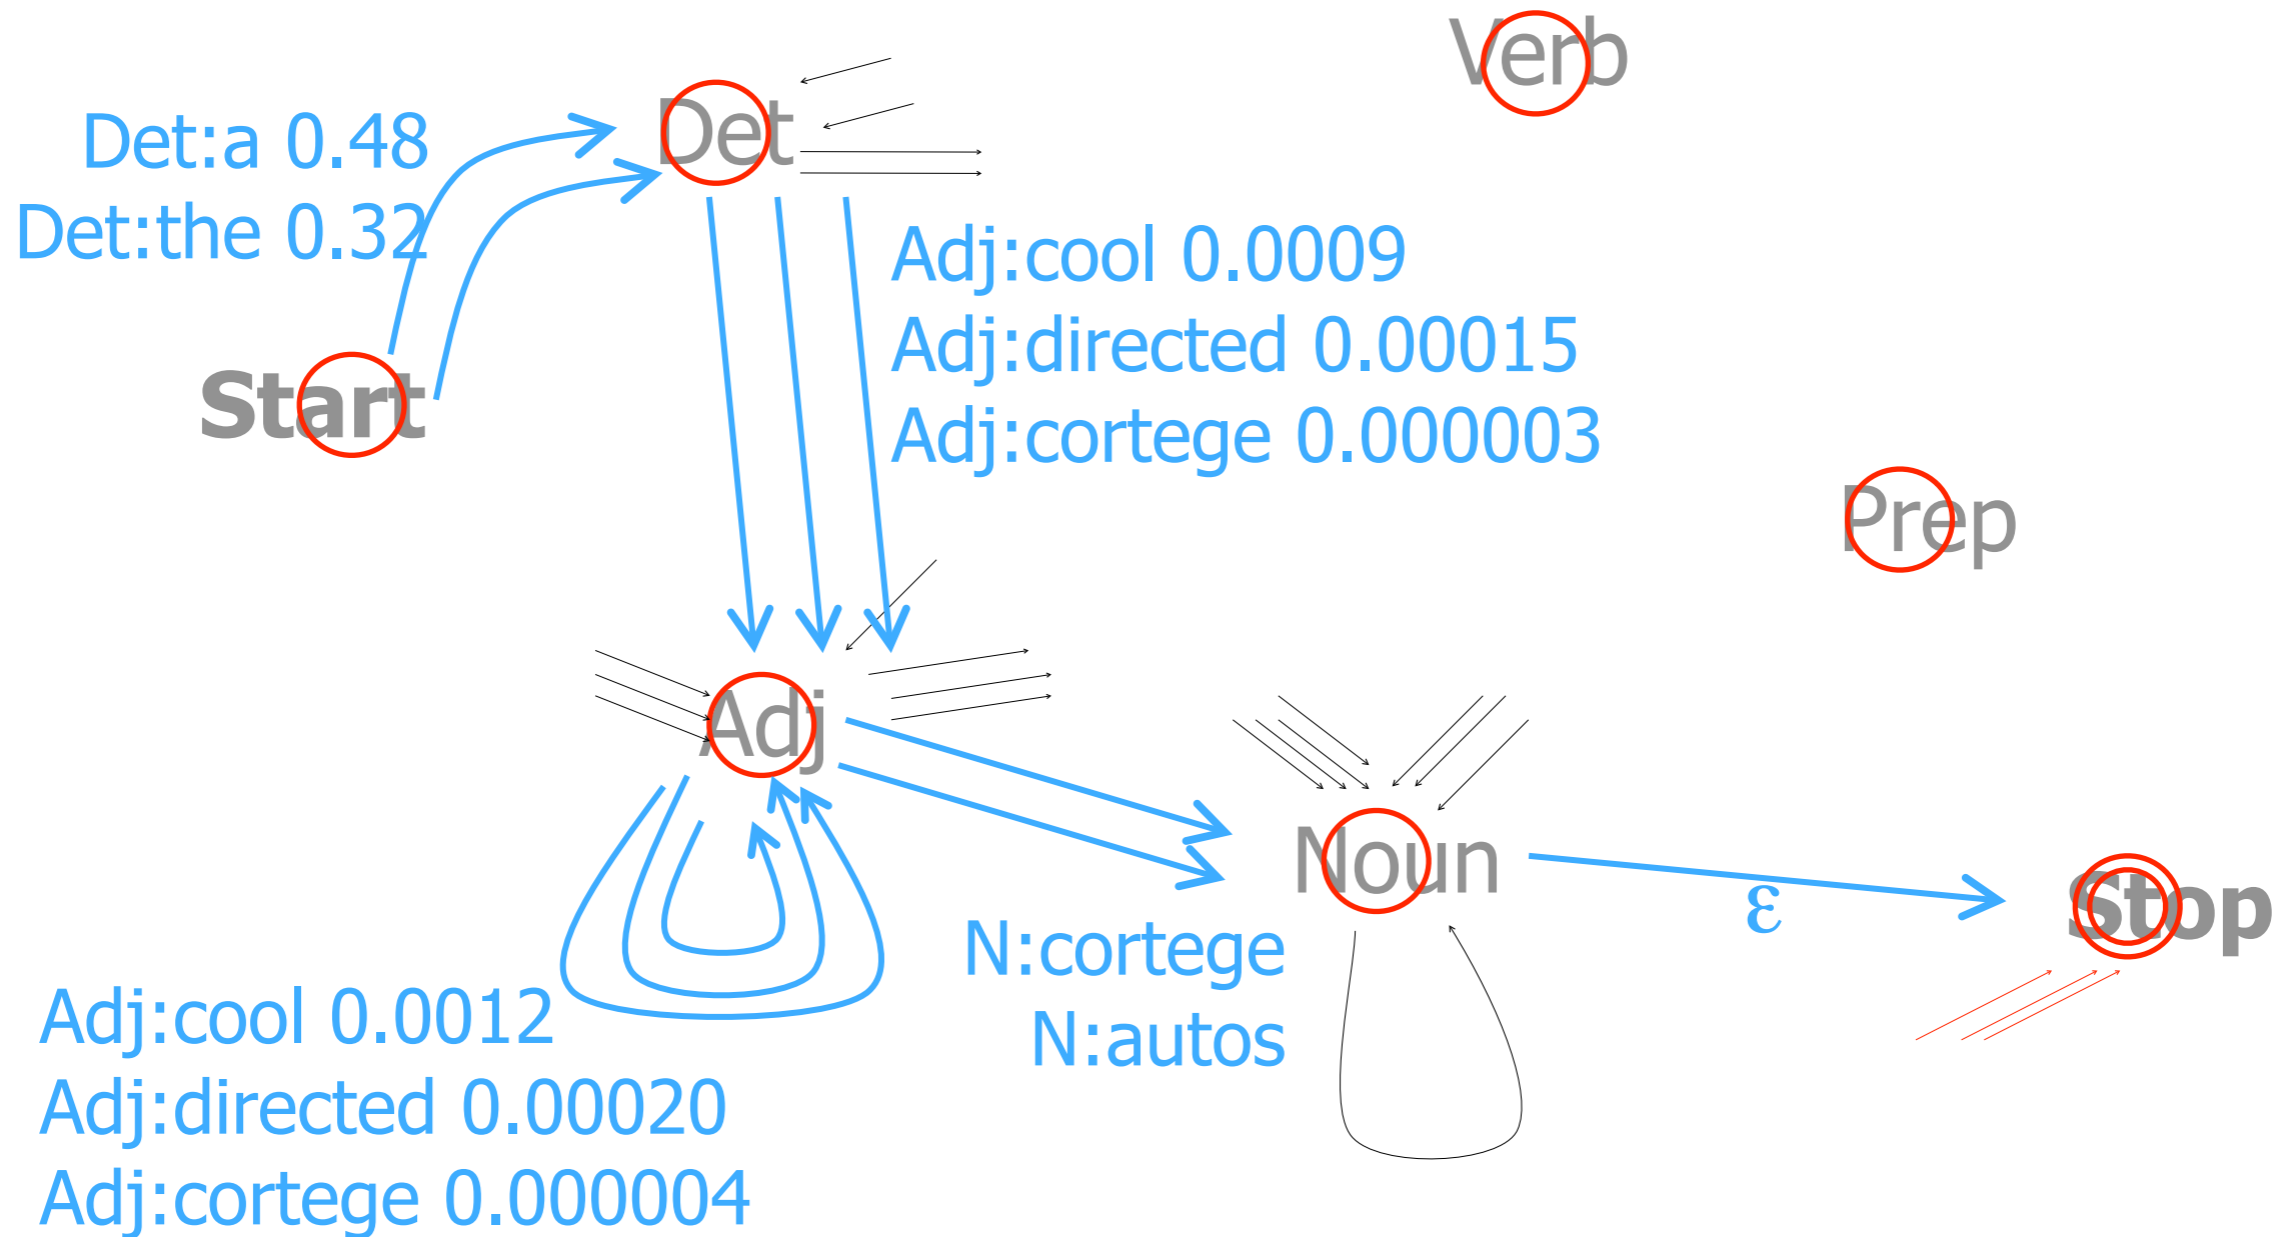 Verb
Det
Det:a 0.48
Det:the 0.32
Adj:cool 0.0009
Adj:directed 0.00015
Adj:cortege 0.000003
Start
Prep
Adj
Noun
ε
Stop
N:cortege
N:autos
Adj:cool 0.0012
Adj:directed 0.00020
Adj:cortege 0.000004